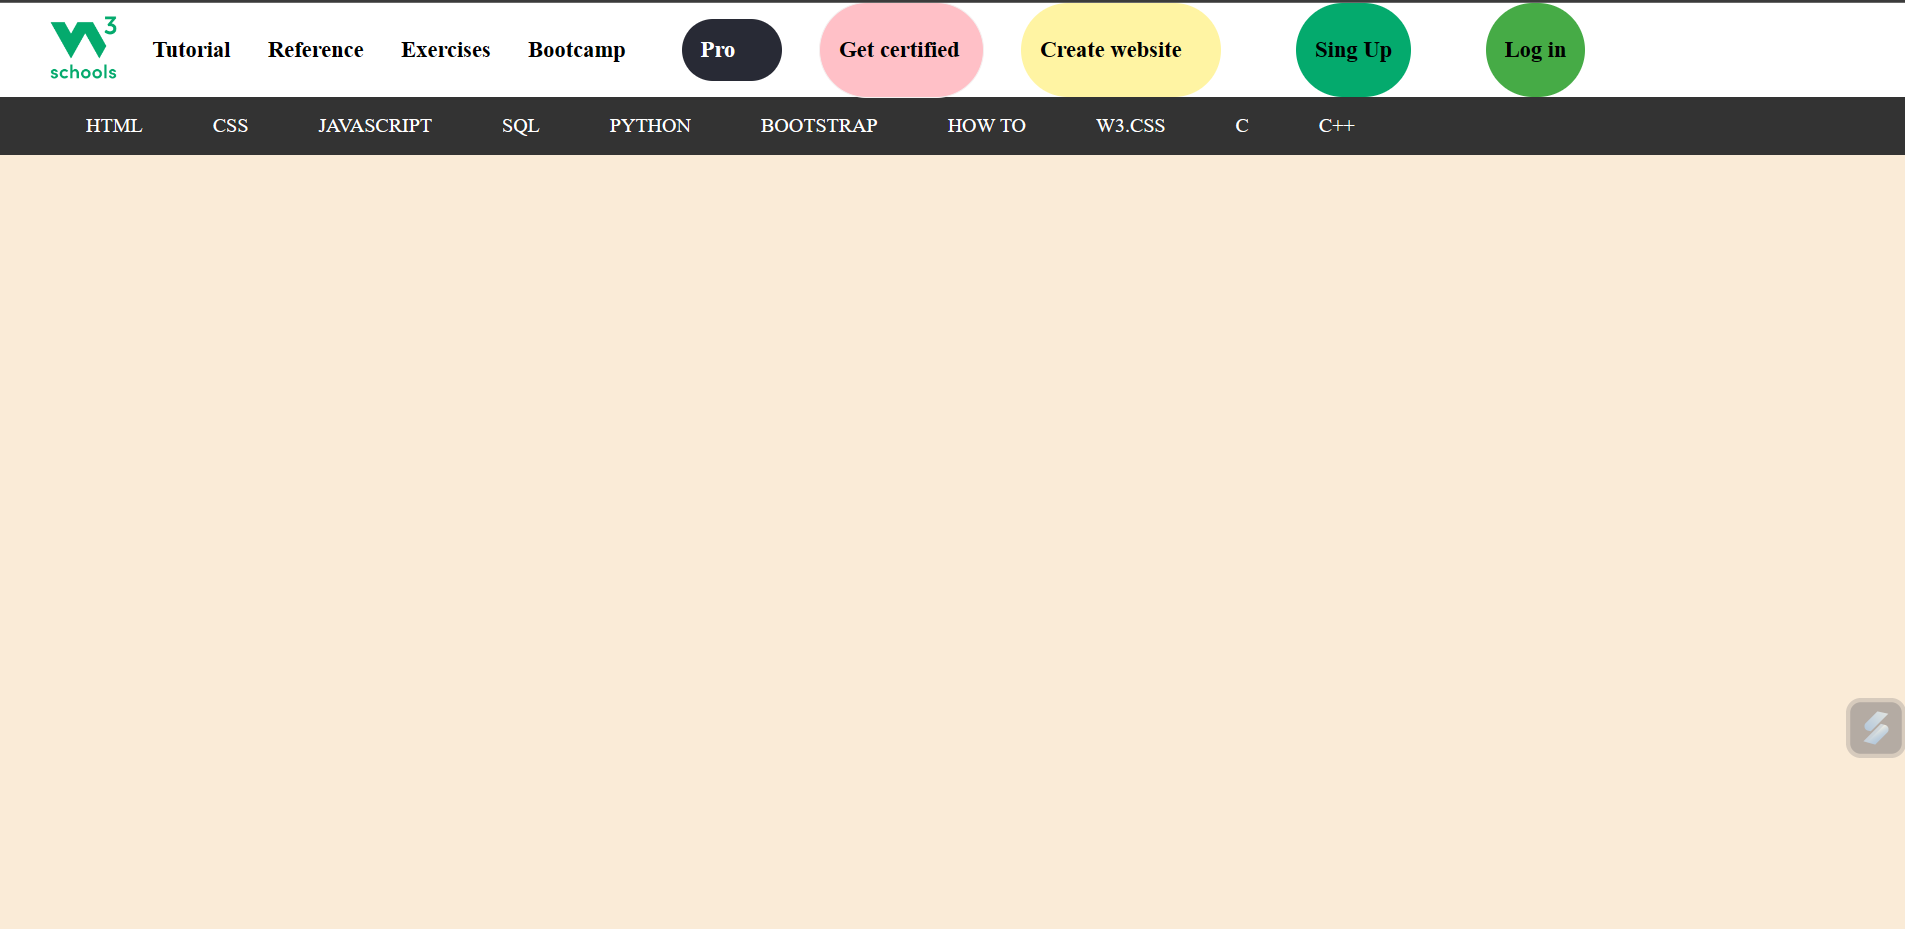 W3 schools Tutorial Reference Exercises Bootcamp Pro Get certified Create website Sing Up Log in
HTML CSS JAVASCRIPT SQL PYTHON BOOTSTRAP HOW TO W3.CSS C C++